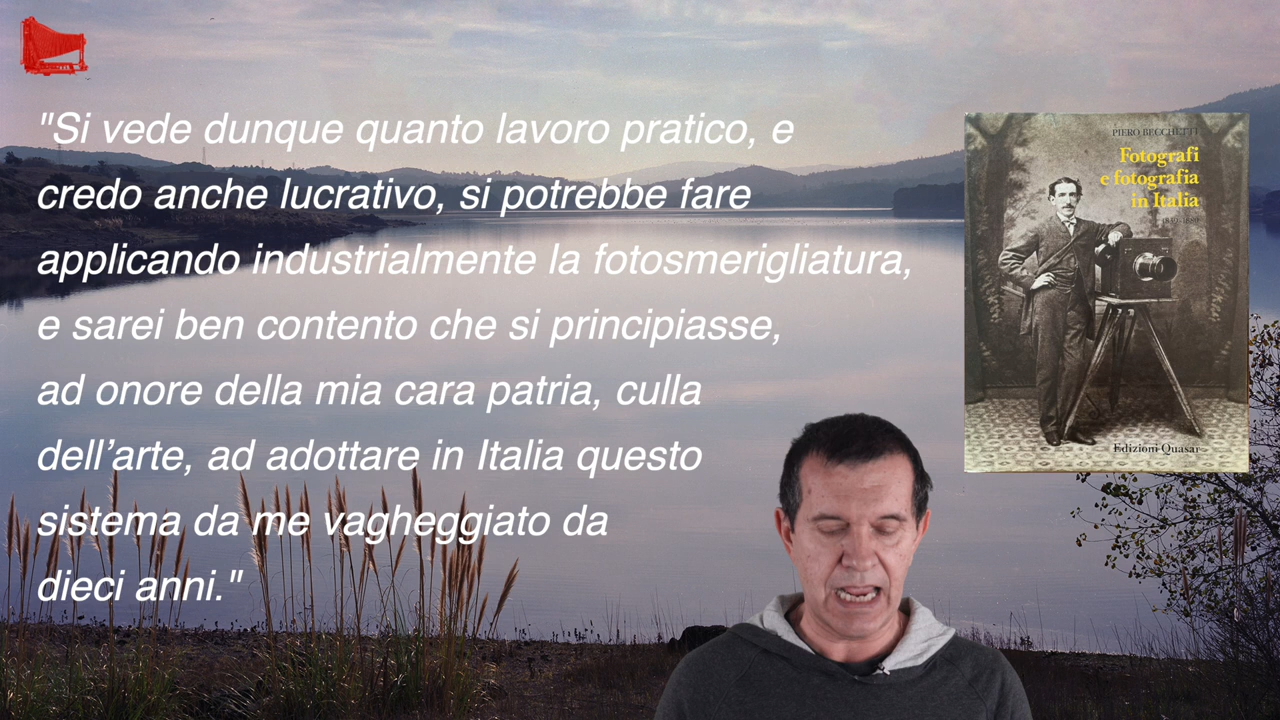 "Si vede dunque quanto lavoro pratico, e
credo anche lucrativo, si potrebbe fare
applicando industrialmente la fotosmerigliatura,
e sarei ben contento che si principiasse,
ad onore della mia cara patria, culla
dell’arte, ad adottare in Italia questo
sistema da me vagheggiato da
dieci anni."
PIERO BECCHETTI
Fotografi
e fotografia
in Italia
Edizioni Quasar